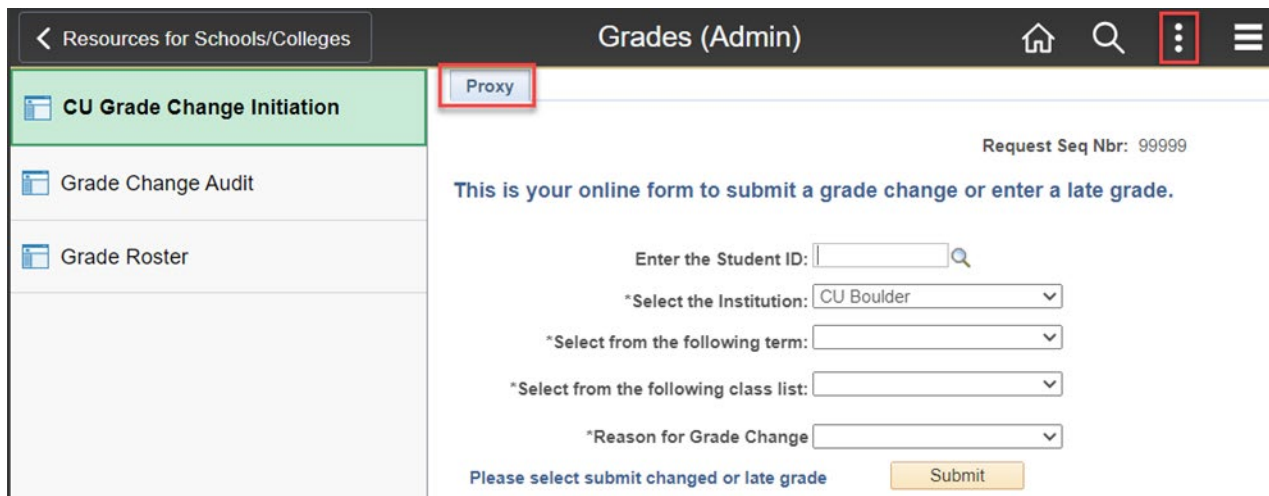 Resources for Schools/Colleges
Grades (Admin)
CU Grade Change Initiation
Grade Change Audit
Grade Roster
Proxy
Request Seq Nbr: 99999
This is your online form to submit a grade change or enter a late grade.
Enter the Student ID:
*Select the Institution: CU Boulder
*Select from the following term:
*Select from the following class list:
*Reason for Grade Change
Please select submit changed or late grade Submit